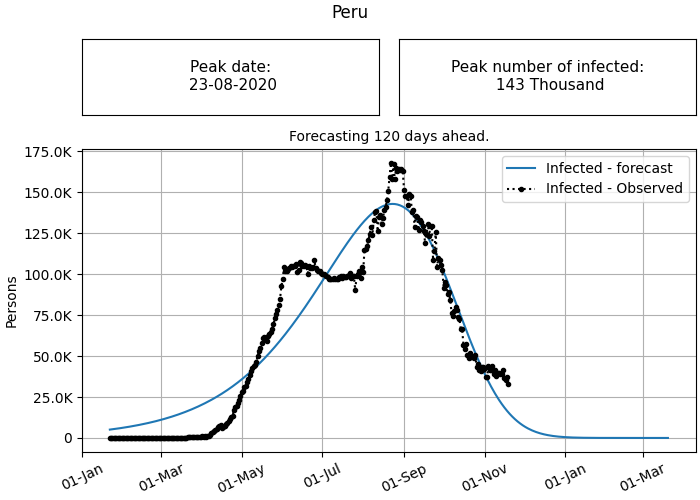 Peru
Peak date:
23-08-2020
Peak number of infected:
143 Thousand
Forecasting 120 days ahead.
175.0K
150.0K
125.0K
100.0K
75.0K
50.0K
25.0K
0
Persons
Infected - forecast
Infected - Observed
01-Jan
01-Mar
01-May
01-Jul
01-Sep
01-Nov
01-Jan
01-Mar